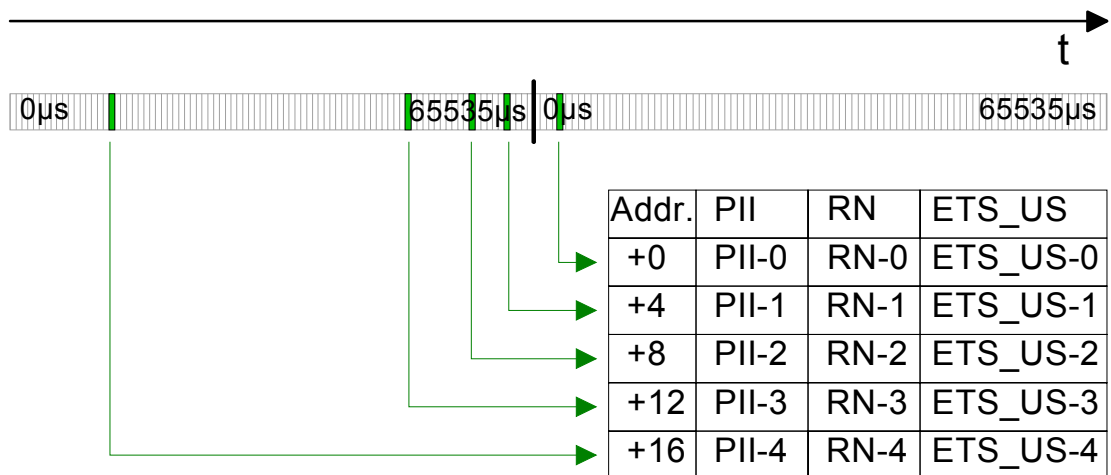 t
0µs 65535µs 0µs 65535µs
Addr. PII RN ETS_US
+0 PII-0 RN-0 ETS_US-0
+4 PII-1 RN-1 ETS_US-1
+8 PII-2 RN-2 ETS_US-2
+12 PII-3 RN-3 ETS_US-3
+16 PII-4 RN-4 ETS_US-4